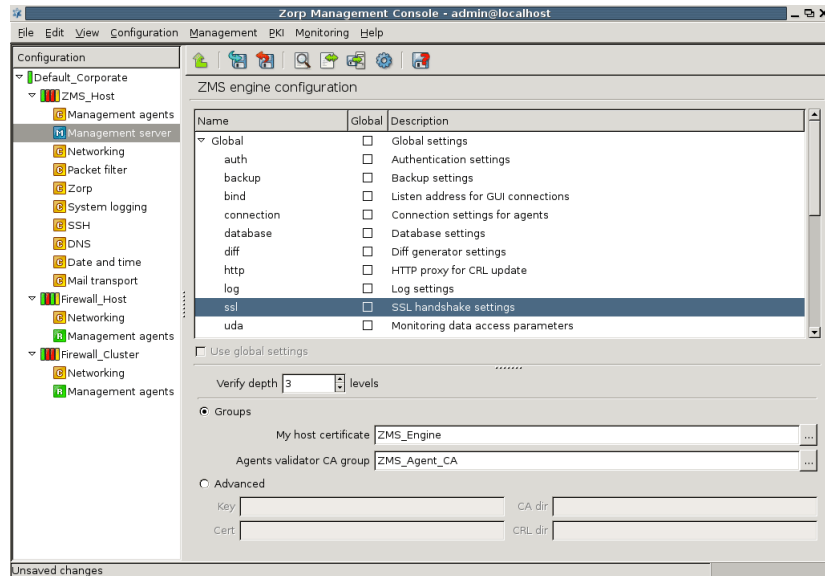 Zorp Management Console - admin@localhost
File Edit View Configuration Management PKI Monitoring Help
Configuration
Default_Corporate
ZMS_Host
Management agents
Management server
Networking
Packet filter
Zorp
System logging
SSH
DNS
Date and time
Mail transport
Firewall_Host
Networking
Management agents
Firewall_Cluster
Networking
Management agents
ZMS engine configuration
Name Global Description
Global Global settings
auth Authentication settings
backup Backup settings
bind Listen address for GUI connections
connection Connection settings for agents
database Database settings
diff Diff generator settings
http HTTP proxy for CRL update
log Log settings
ssl SSL handshake settings
uda Monitoring data access parameters
Use global settings
Verify depth 3 levels
Groups
My host certificate ZMS_Engine ...
Agents validator CA group ZMS_Agent_CA ...
Advanced
Key CA dir
Cert CRL dir
Unsaved changes